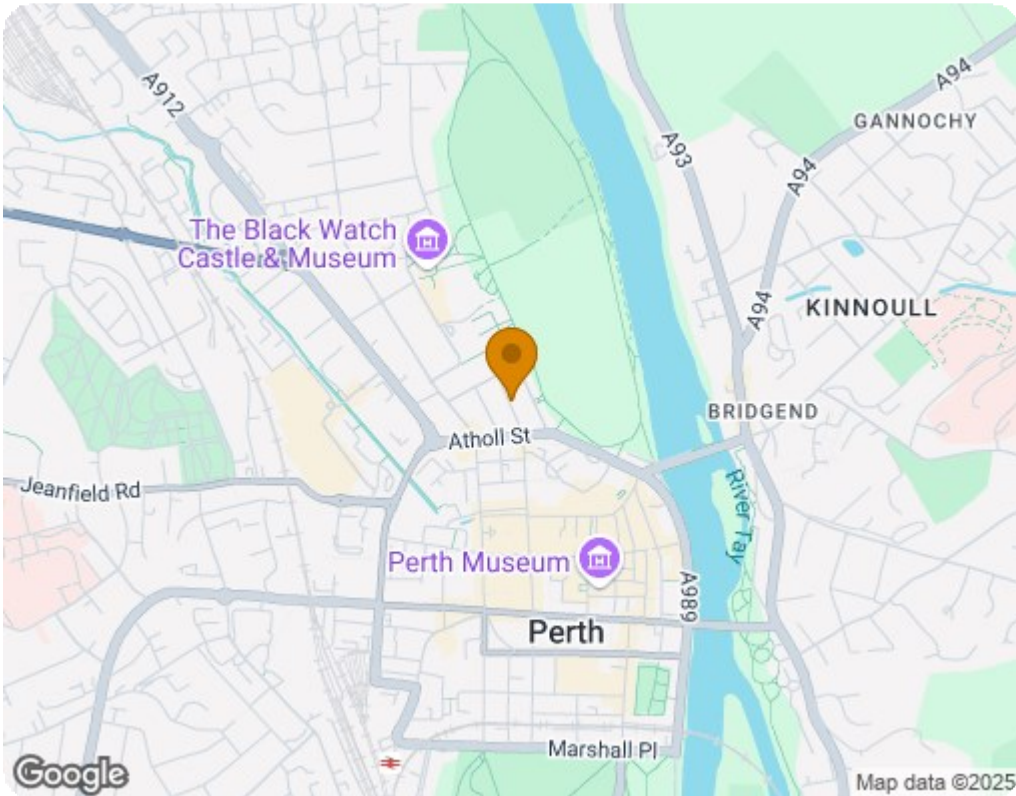 A912
A93
A94
GANNOCHY
A94
The Black Watch
Castle & Museum
A94
KINNOULL
BRIDGEND
Atholl St
Jeanfield Rd
River Tay
Perth Museum
A989
Perth
Marshall Pl
Google
Map data ©2025